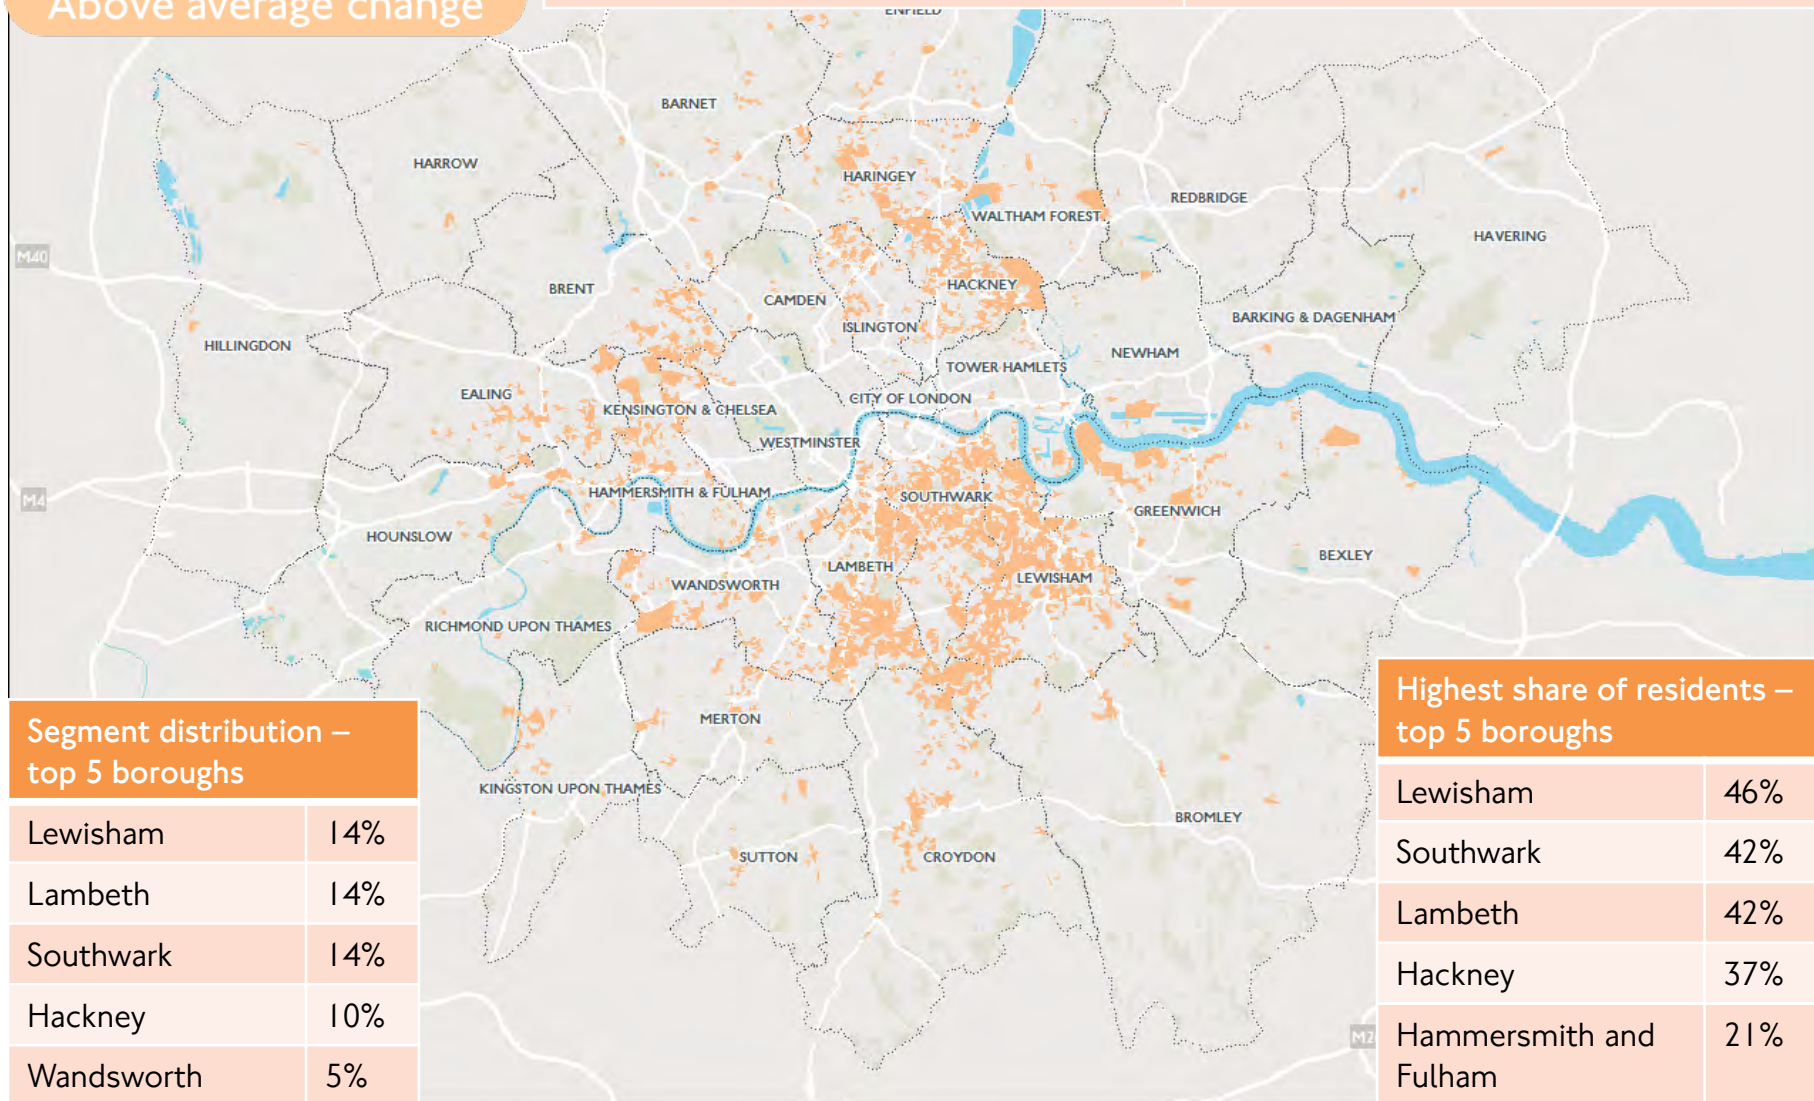 Above average change
ENFIELD
BARNET
HARROW
HARINGEY
REDBRIDGE
WALTHAM FOREST
HAVERING
M40
BRENT
CAMDEN
HACKNEY
ISLINGTON
BARKING & DAGENHAM
HILLINGDON
NEWHAM
TOWER HAMLETS
EALING
CITY OF LONDON
KENSINGTON & CHELSEA
WESTMINSTER
M4
HAMMERSMITH & FULHAM
SOUTHWARK
GREENWICH
HOUNSLOW
BEXLEY
LAMBETH
LEWISHAM
WANDSWORTH
RICHMOND UPON THAMES
MERTON
KINGSTON UPON THAMES
BROMLEY
SUTTON
CROYDON
Segment distribution –
top 5 boroughs
Lewisham 14%
Lambeth 14%
Southwark 14%
Hackney 10%
Wandsworth 5%
Highest share of residents –
top 5 boroughs
Lewisham 46%
Southwark 42%
Lambeth 42%
Hackney 37%
Hammersmith and 21%
Fulham